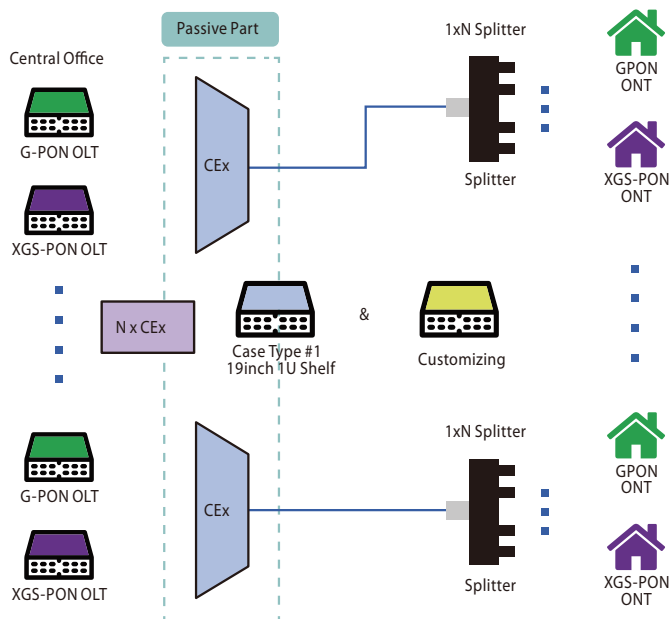 Passive Part
1xN Splitter
Central Office
GPON
ONT
G-PON OLT
CEx
Splitter
XGS-PON
ONT
XGS-PON OLT
N x CEx
&
Case Type #1
19inch 1U Shelf
Customizing
1xN Splitter
GPON
ONT
G-PON OLT
CEx
Splitter
XGS-PON
ONT
XGS-PON OLT